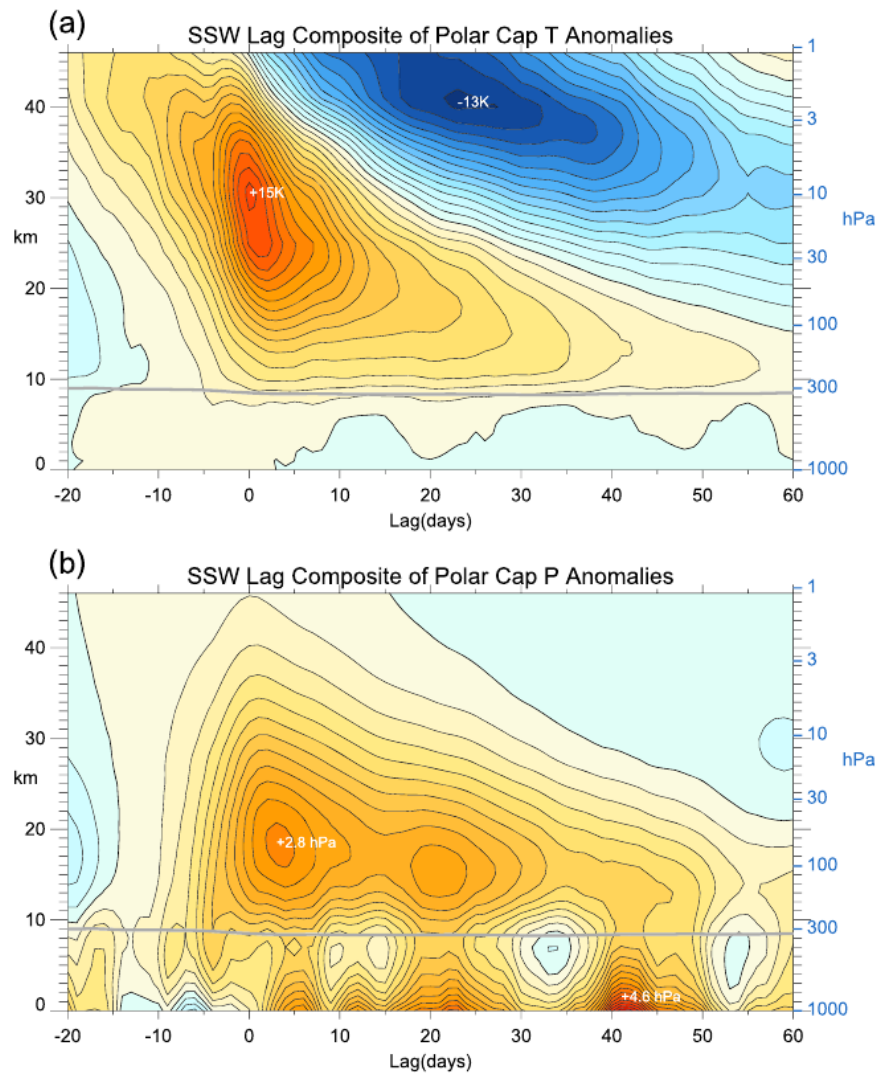 (a)
SSW Lag Composite of Polar Cap T Anomalies
1
40
-13K
3
30
+15K
10
km
hPa
30
20
100
10
300
0
1000
-20 -10 0 10 20 30 40 50 60
Lag(days)
(b)
SSW Lag Composite of Polar Cap P Anomalies
1
40
3
30
10
km
hPa
30
20
+2.8 hPa
100
10
300
+4.6 hPa
0
1000
-20 -10 0 10 20 30 40 50 60
Lag(days)